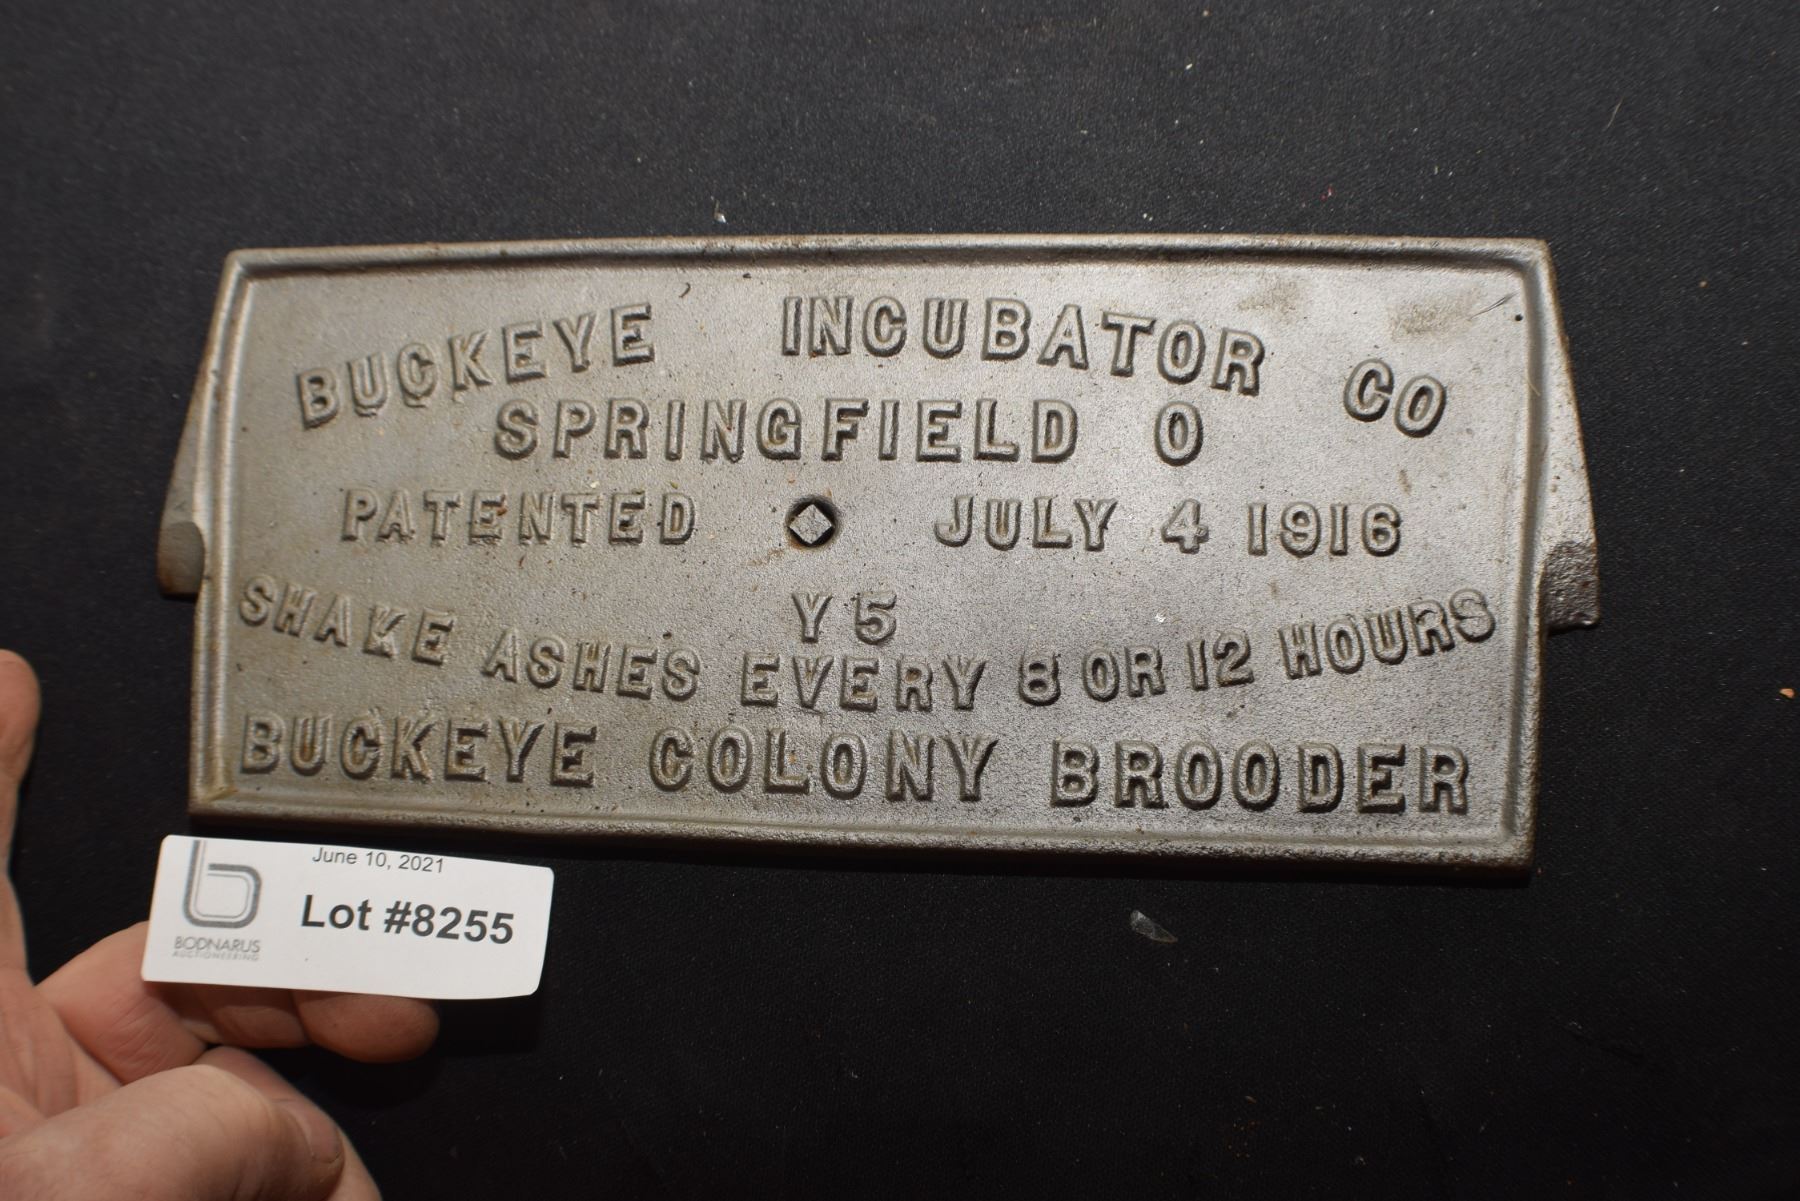 BUCKEYE INCUBATOR CO
SPRINGFIELD O
PATENTED JULY 4 1916
Y5
SHAKE ASHES EVERY 8 OR 12 HOURS
BUCKEYE COLONY BROODER
June 10, 2021
Lot #8255
b
BODNARUS
AUCTIONEERING